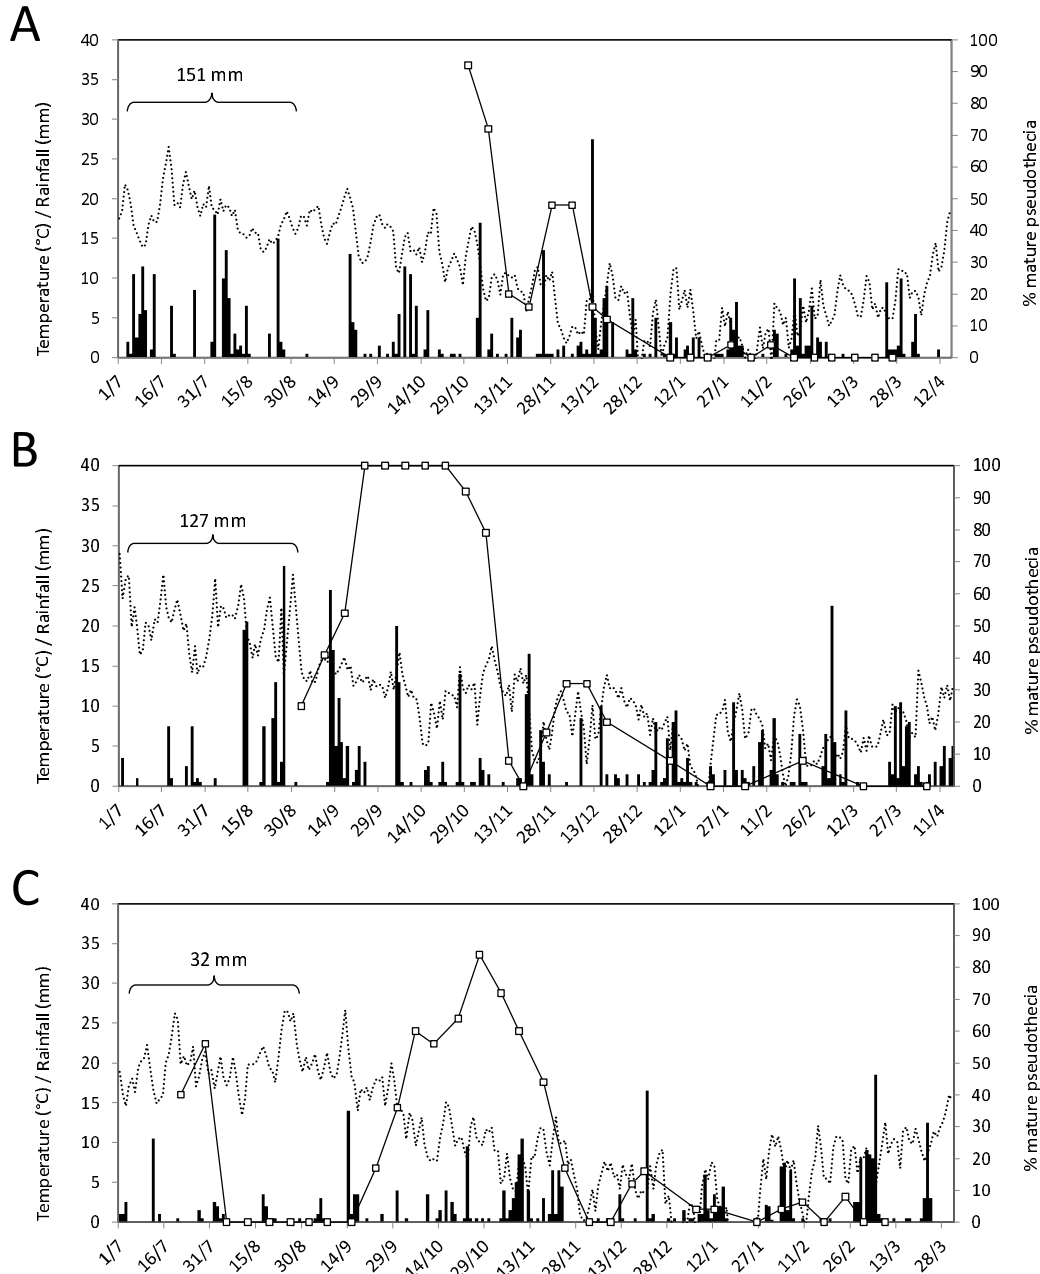 A
40 35 30 25 20 15 10 5 0
Temperature (°C) / Rainfall (mm)
151 mm
100 90 80 70 60 50 40 30 20 10 0
% mature pseudothecia
1/7 16/7 31/7 15/8 30/8 14/9 29/9 14/10 29/10 13/11 28/11 13/12 28/12 12/1 27/1 11/2 26/2 13/3 28/3 12/4
B
40 35 30 25 20 15 10 5 0
Temperature (°C) / Rainfall (mm)
127 mm
100 90 80 70 60 50 40 30 20 10 0
% mature pseudothecia
1/7 16/7 31/7 15/8 30/8 14/9 29/9 14/10 29/10 13/11 28/11 13/12 28/12 12/1 27/1 11/2 26/2 12/3 27/3 11/4
C
40 35 30 25 20 15 10 5 0
Temperature (°C) / Rainfall (mm)
32 mm
100 90 80 70 60 50 40 30 20 10 0
% mature pseudothecia
1/7 16/7 31/7 15/8 30/8 14/9 29/9 14/10 29/10 13/11 28/11 13/12 28/12 12/1 27/1 11/2 26/2 13/3 28/3